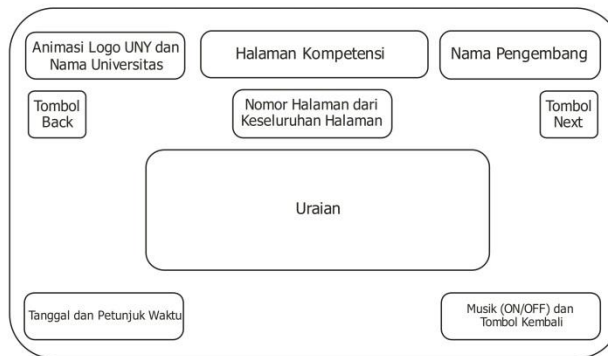 Animasi Logo UNY dan
Nama Universitas
Halaman Kompetensi
Nama Pengembang
Tombol
Back
Nomor Halaman dari
Keseluruhan Halaman
Tombol
Next
Uraian
Tanggal dan Petunjuk Waktu
Musik (ON/OFF) dan
Tombol Kembali